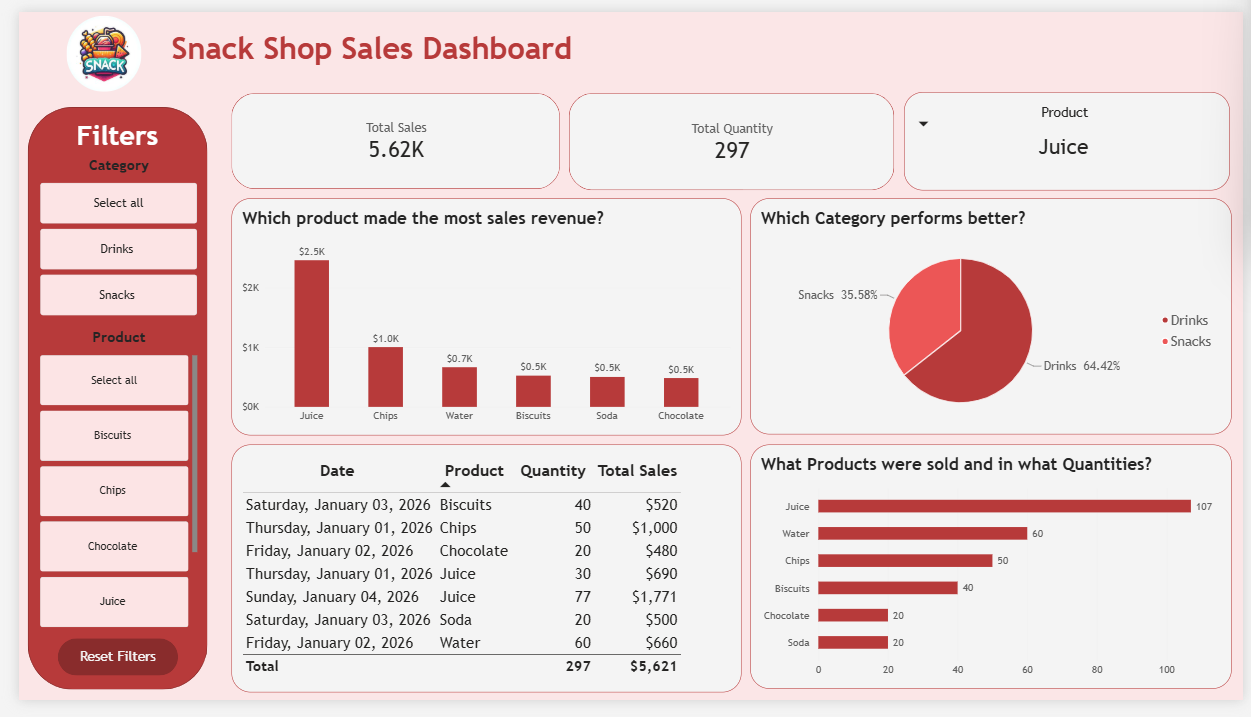 SNACK
Snack Shop Sales Dashboard
Filters
Category
Select all
Drinks
Snacks
Product
Select all
Biscuits
Chips
Chocolate
Juice
Reset Filters
Total Sales
5.62K
Total Quantity
297
Product
Juice
Which product made the most sales revenue?
$2.5K
$2K
$1.0K
$1K
$0.7K
$0.5K
$0.5K
$0.5K
$0K
Juice Chips Water Biscuits Soda Chocolate
Which Category performs better?
Snacks 35.58%
Drinks 64.42%
Drinks
Snacks
Date Product Quantity Total Sales
Saturday, January 03, 2026 Biscuits 40 $520
Thursday, January 01, 2026 Chips 50 $1,000
Friday, January 02, 2026 Chocolate 20 $480
Thursday, January 01, 2026 Juice 30 $690
Sunday, January 04, 2026 Juice 77 $1,771
Saturday, January 03, 2026 Soda 20 $500
Friday, January 02, 2026 Water 60 $660
Total 297 $5,621
What Products were sold and in what Quantities?
Juice 107
Water 60
Chips 50
Biscuits 40
Chocolate 20
Soda 20
0 20 40 60 80 100